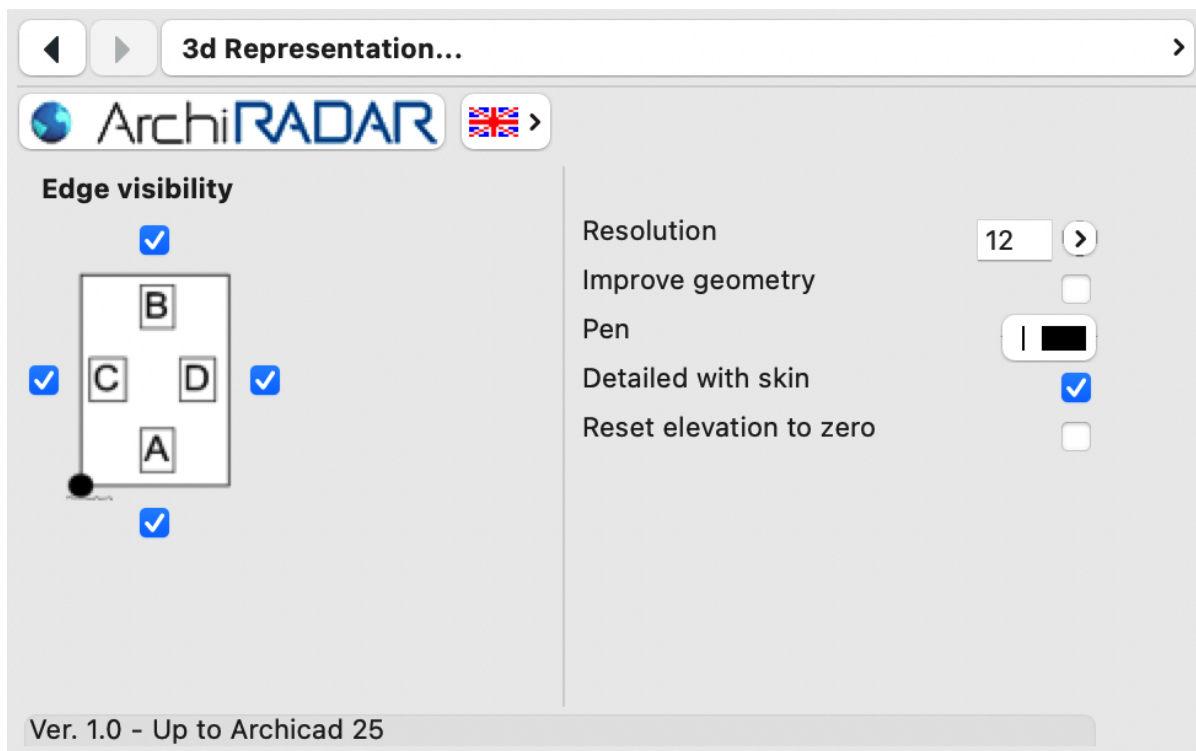 3d Representation...
ArchiRADAR
Edge visibility
B
C D
A
Resolution 12
Improve geometry
Pen
Detailed with skin
Reset elevation to zero
Ver. 1.0 - Up to Archicad 25